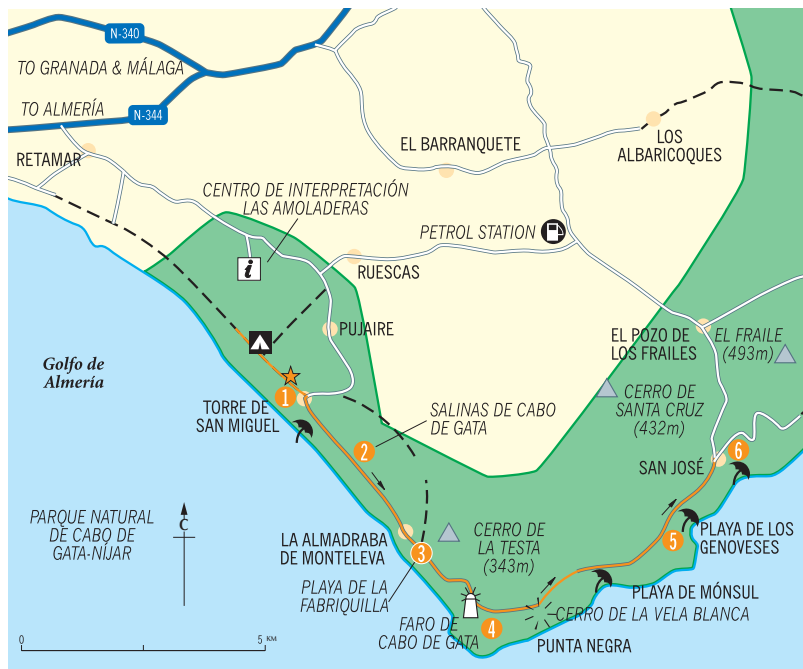 N-340
TO GRANADA & MÁLAGA
TO ALMERÍA
N-344
RETAMAR
EL BARRANQUETE
LOS
ALBARICOQUES
CENTRO DE INTERPRETACIÓN
LAS AMOLADERAS
PETROL STATION
i
RUESCAS
PUJAIRE
EL POZO DE
LOS FRAILES
EL FRAILE
(493m)
Golfo de
Almería
1
TORRE DE
SAN MIGUEL
SALINAS DE CABO
DE GATA
CERRO DE
SANTA CRUZ
(432m)
2
6
SAN JOSÉ
PARQUE NATURAL
DE CABO DE
GATA-NÍJAR
C
LA ALMADRABA
DE MONTELEVA
3
CERRO DE
LA TESTA
(343m)
5
PLAYA DE LOS
GENOVESES
PLAYA DE LA
FABRIQUILLA
PLAYA DE MÓNSUL
CERRO DE LA VELA BLANCA
FARO DE
CABO DE GATA
4
PUNTA NEGRA
0
5 KM